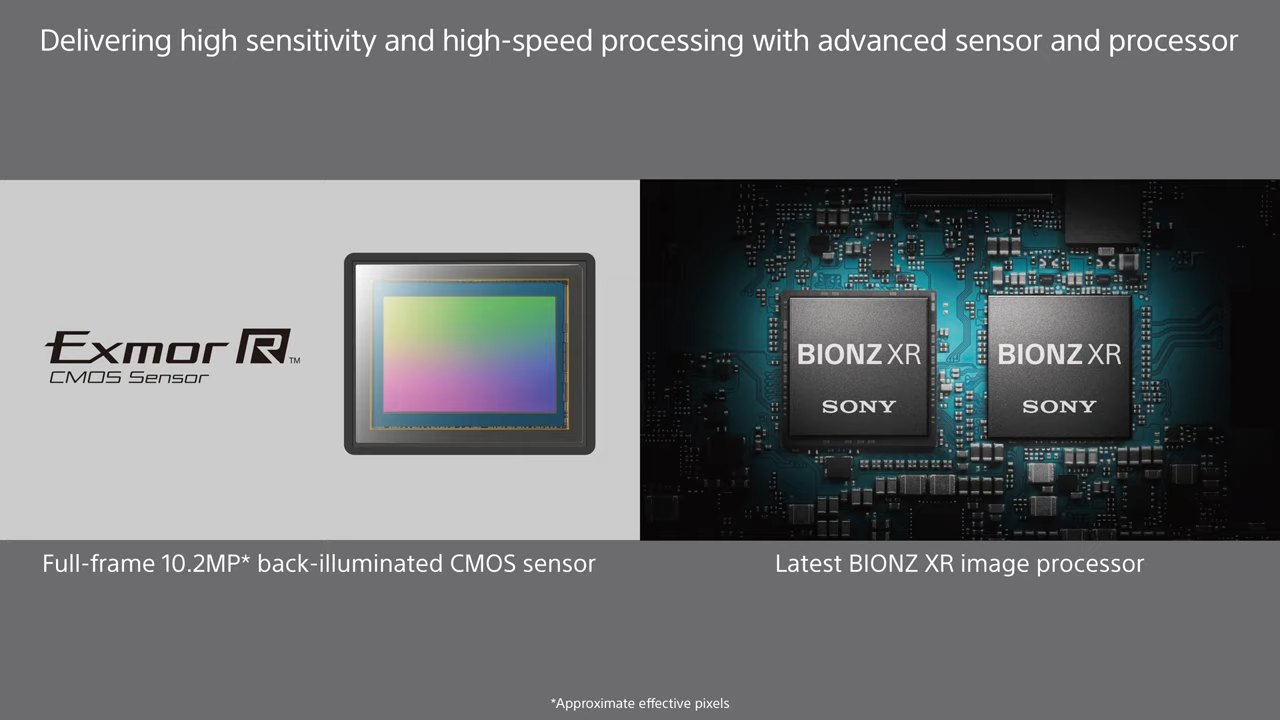 Delivering high sensitivity and high-speed processing with advanced sensor and processor
Exmor R™
CMOS Sensor
BIONZ XR
SONY
BIONZ XR
SONY
Full-frame 10.2MP* back-illuminated CMOS sensor
Latest BIONZ XR image processor
*Approximate effective pixels